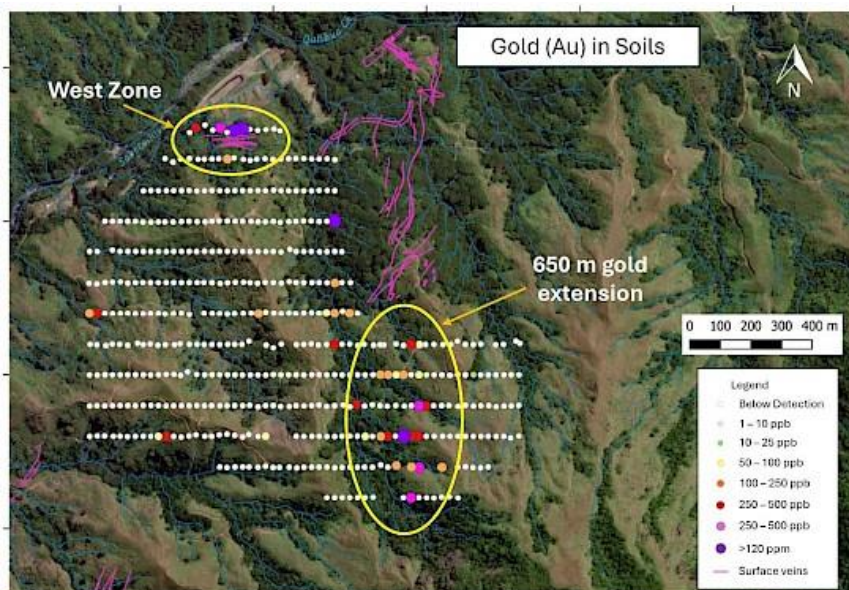 Gold (Au) in Soils
West Zone
N
650 m gold
extension
0 100 200 300 400 m
Legend
Below Detection
1 – 10 ppb
10 – 25 ppb
50 – 100 ppb
100 – 250 ppb
250 – 500 ppb
250 – 500 ppb
>120 ppm
Surface veins